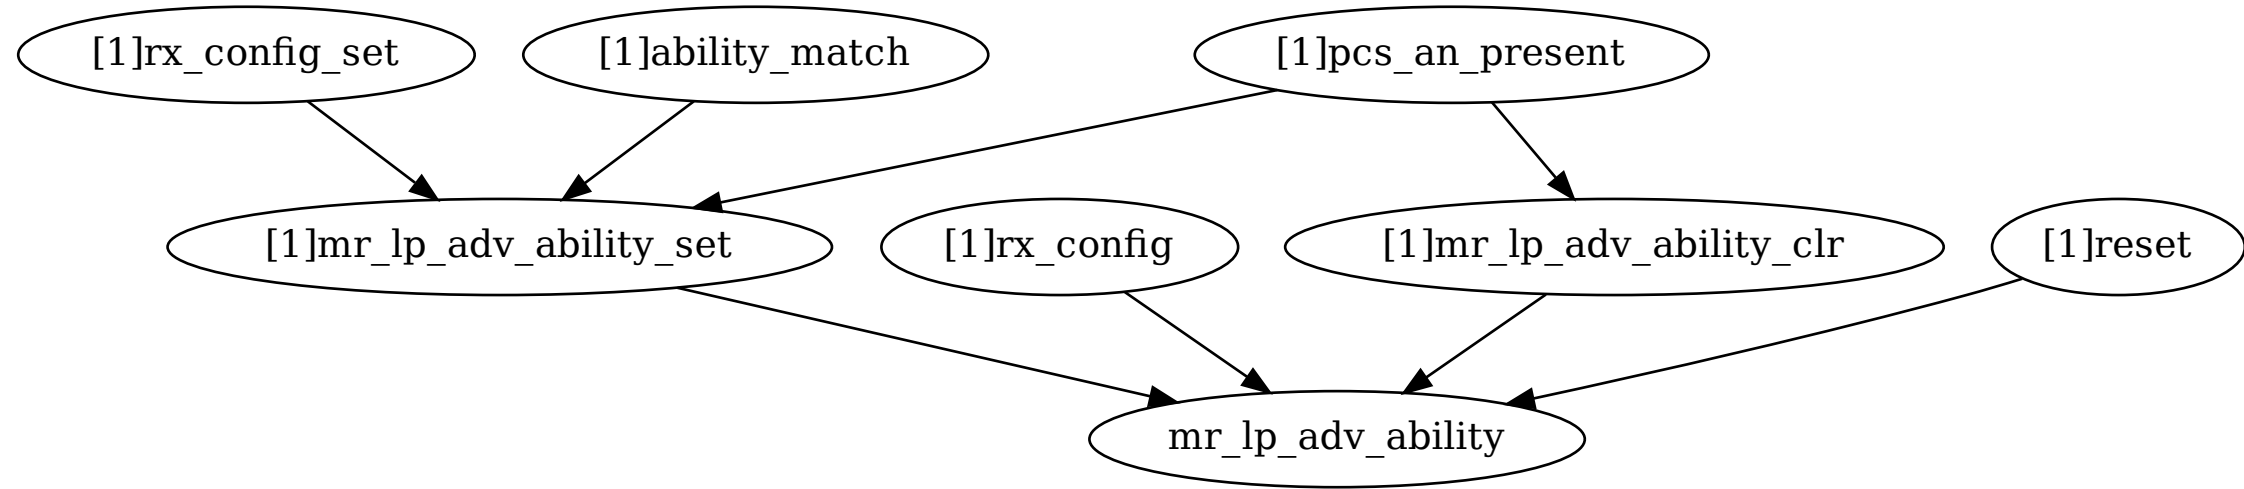 [1]rx_config_set
[1]ability_match
[1]pcs_an_present
[1]mr_lp_adv_ability_set
[1]rx_config
[1]mr_lp_adv_ability_clr
[1]reset
mr_lp_adv_ability